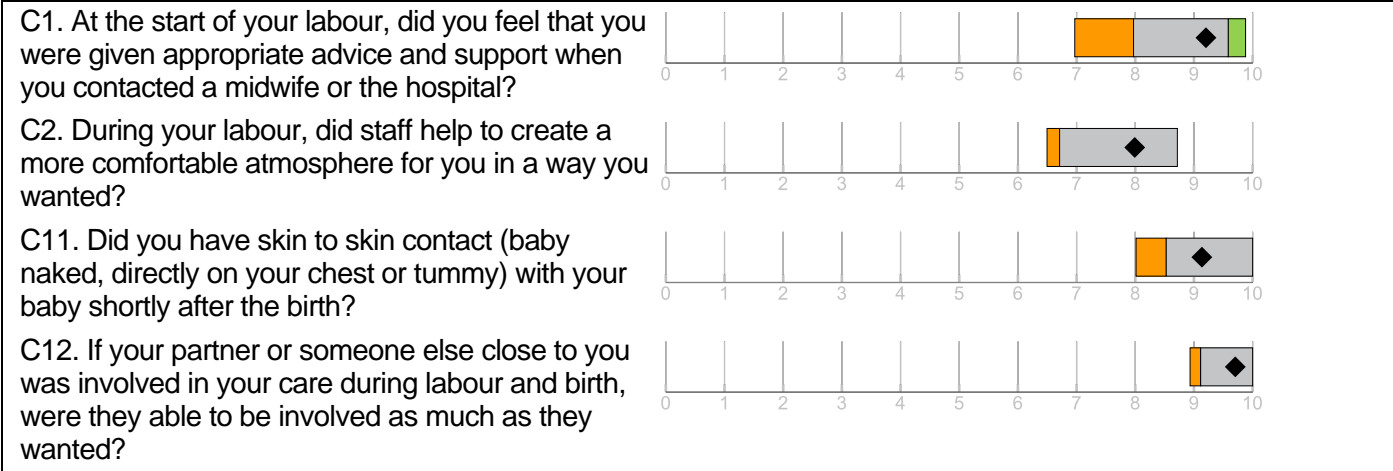 C1. At the start of your labour, did you feel that you
were given appropriate advice and support when
you contacted a midwife or the hospital?
0 1 2 3 4 5 6 7 8 9 10
C2. During your labour, did staff help to create a
more comfortable atmosphere for you in a way you
wanted?
0 1 2 3 4 5 6 7 8 9 10
C11. Did you have skin to skin contact (baby
naked, directly on your chest or tummy) with your
baby shortly after the birth?
0 1 2 3 4 5 6 7 8 9 10
C12. If your partner or someone else close to you
was involved in your care during labour and birth,
were they able to be involved as much as they
wanted?
0 1 2 3 4 5 6 7 8 9 10